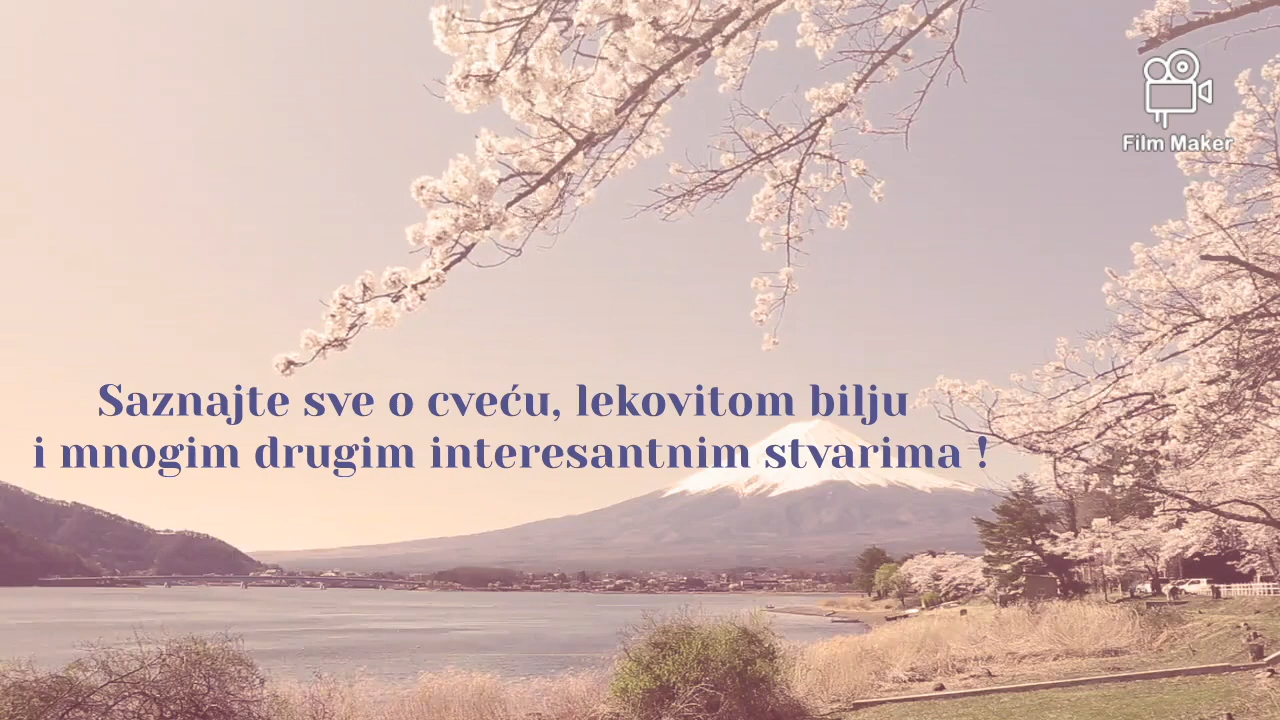 Film Maker
Saznajte sve o cveću, lekovitom bilju
i mnogim drugim interesantnim stvarima !